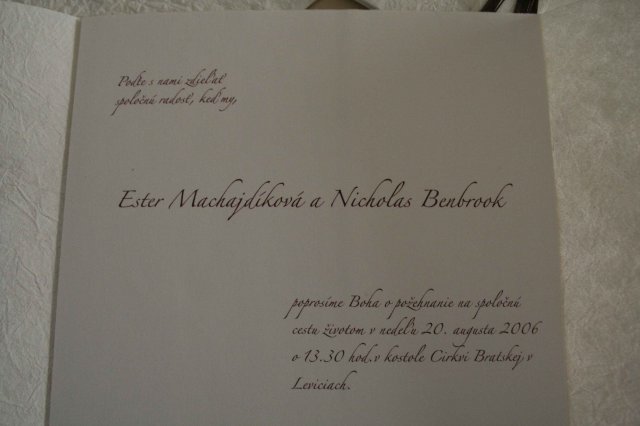 Poďte s nami zdieľať
spoločnú radosť, keď my,
Ester Machajdíková a Nicholas Benbrook
poprosíme Boha o požehnanie na spoločnú
cestu životom v nedeľu 20. augusta 2006
o 13.30 hod.v kostole Cirkvi Bratskej v
Leviciach.